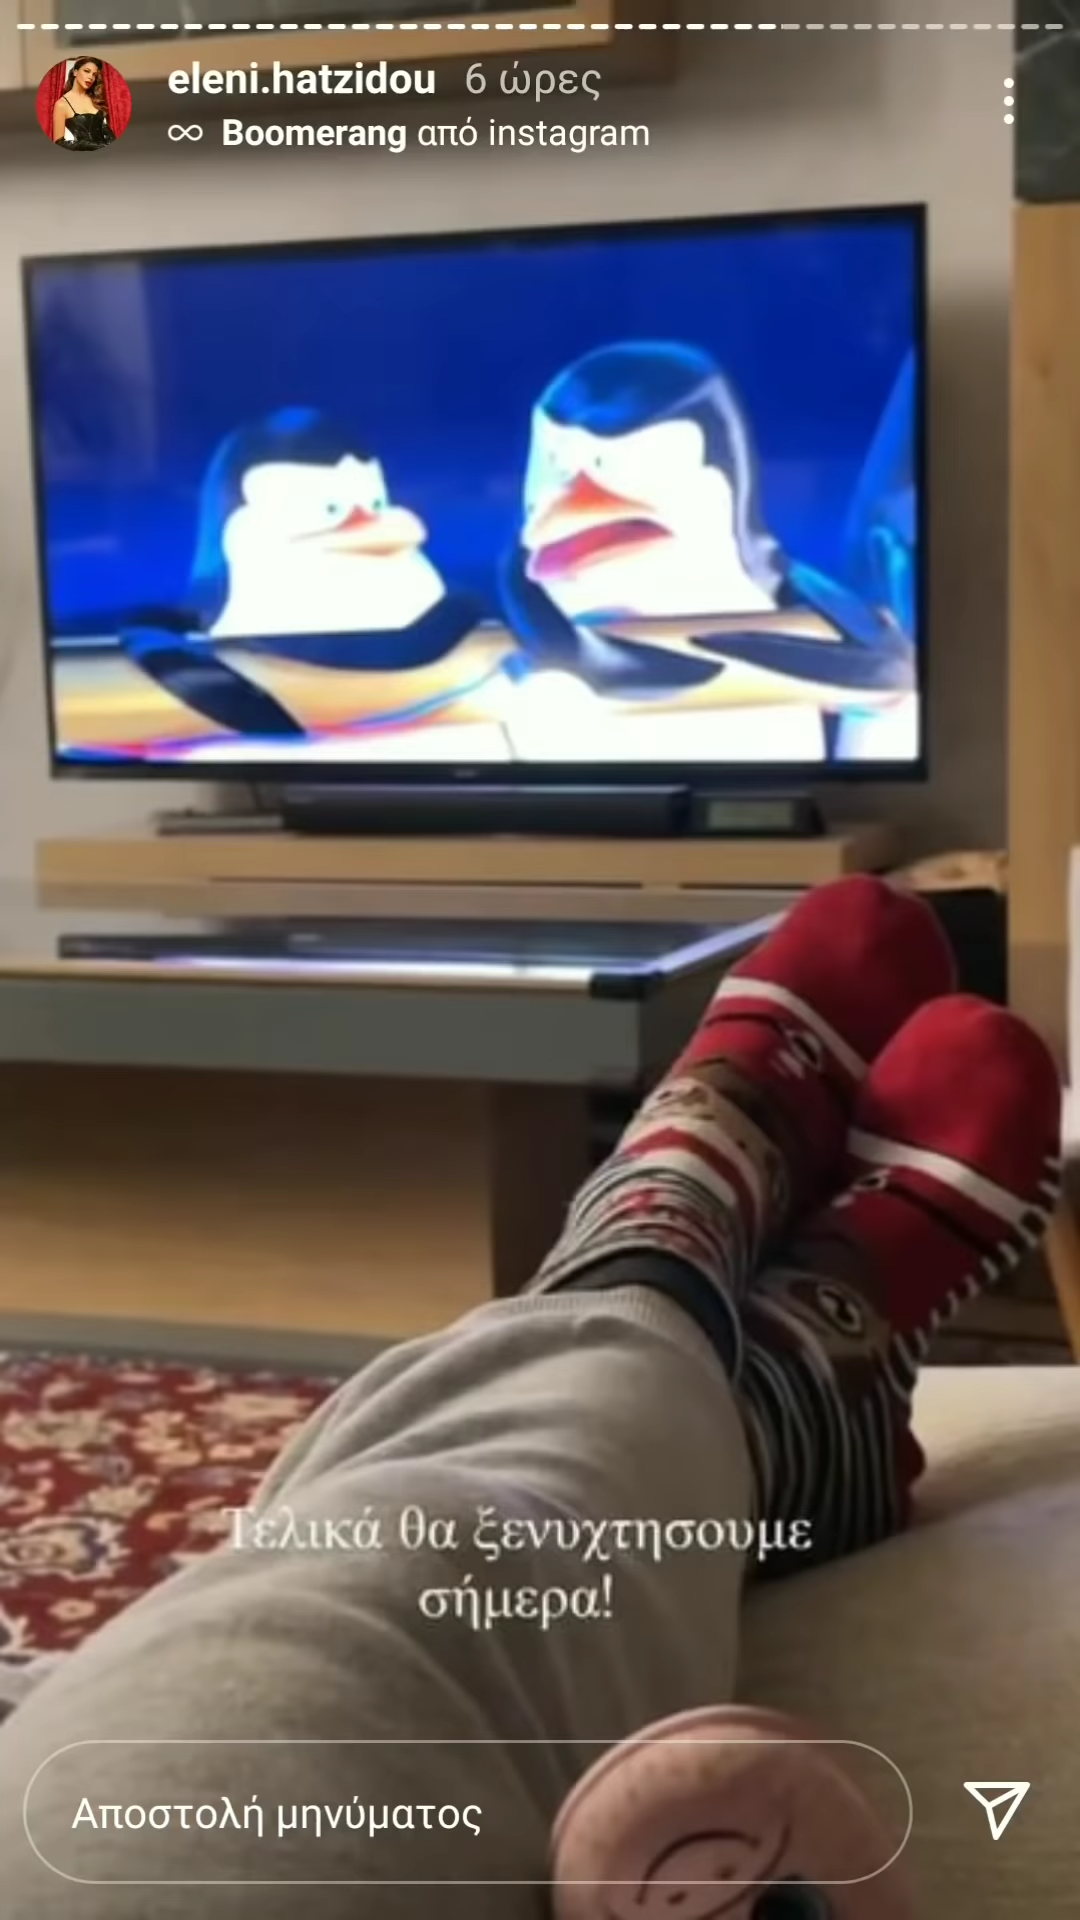 eleni.hatzidou 6 ώρες
Boomerang από instagram
Τελικά θα ξενυχτησουμε
σήμερα!
Αποστολή μηνύματος